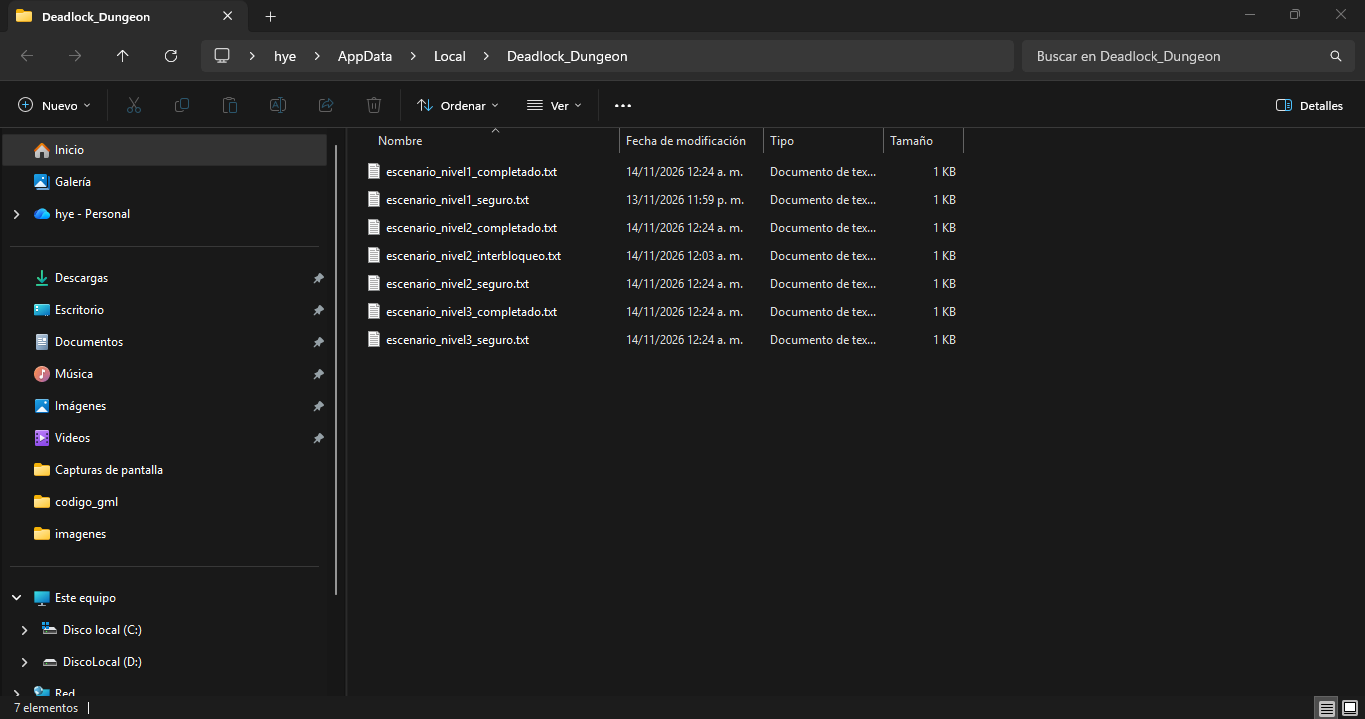 Deadlock_Dungeon
hye > AppData > Local > Deadlock_Dungeon
Buscar en Deadlock_Dungeon
Nuevo
Ordenar
Ver
Detalles
Inicio
Galería
hye - Personal
Descargas
Escritorio
Documentos
Música
Imágenes
Videos
Capturas de pantalla
codigo_gml
imagenes
Este equipo
Disco local (C:)
DiscoLocal (D:)
Red
Nombre Fecha de modificación Tipo Tamaño
escenario_nivel1_completado.txt 14/11/2026 12:24 a. m. Documento de tex... 1 KB
escenario_nivel1_seguro.txt 13/11/2026 11:59 p. m. Documento de tex... 1 KB
escenario_nivel2_completado.txt 14/11/2026 12:24 a. m. Documento de tex... 1 KB
escenario_nivel2_interbloqueo.txt 14/11/2026 12:03 a. m. Documento de tex... 1 KB
escenario_nivel2_seguro.txt 14/11/2026 12:24 a. m. Documento de tex... 1 KB
escenario_nivel3_completado.txt 14/11/2026 12:24 a. m. Documento de tex... 1 KB
escenario_nivel3_seguro.txt 14/11/2026 12:24 a. m. Documento de tex... 1 KB
7 elementos